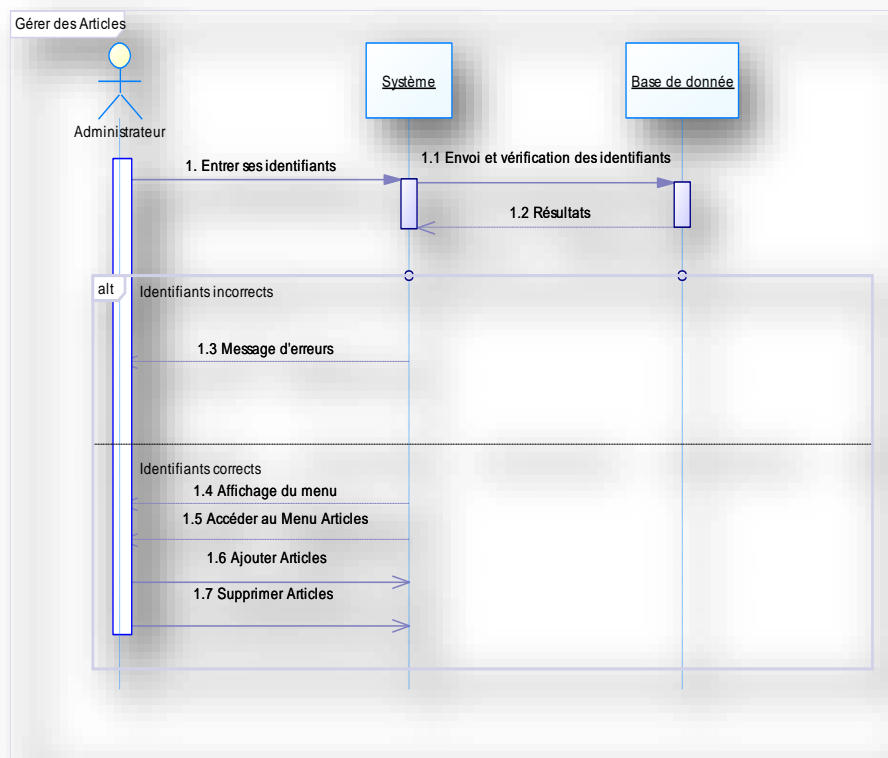 Gérer des Articles
Système
Base de donnée
Administrateur
1. Entrer ses identifiants
1.1 Envoi et vérification des identifiants
1.2 Résultats
alt
Identifiants incorrects
1.3 Message d'erreurs
Identifiants corrects
1.4 Affichage du menu
1.5 Accéder au Menu Articles
1.6 Ajouter Articles
1.7 Supprimer Articles